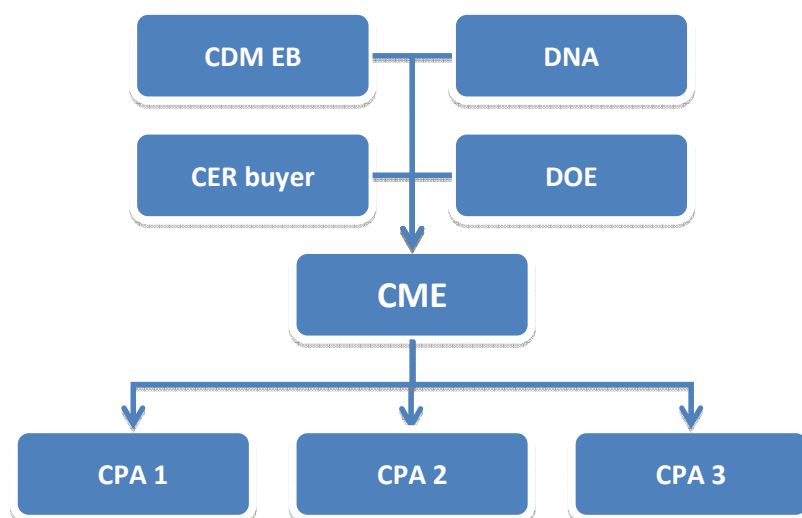 CDM EB
DNA
CER buyer
DOE
CME
CPA 1
CPA 2
CPA 3